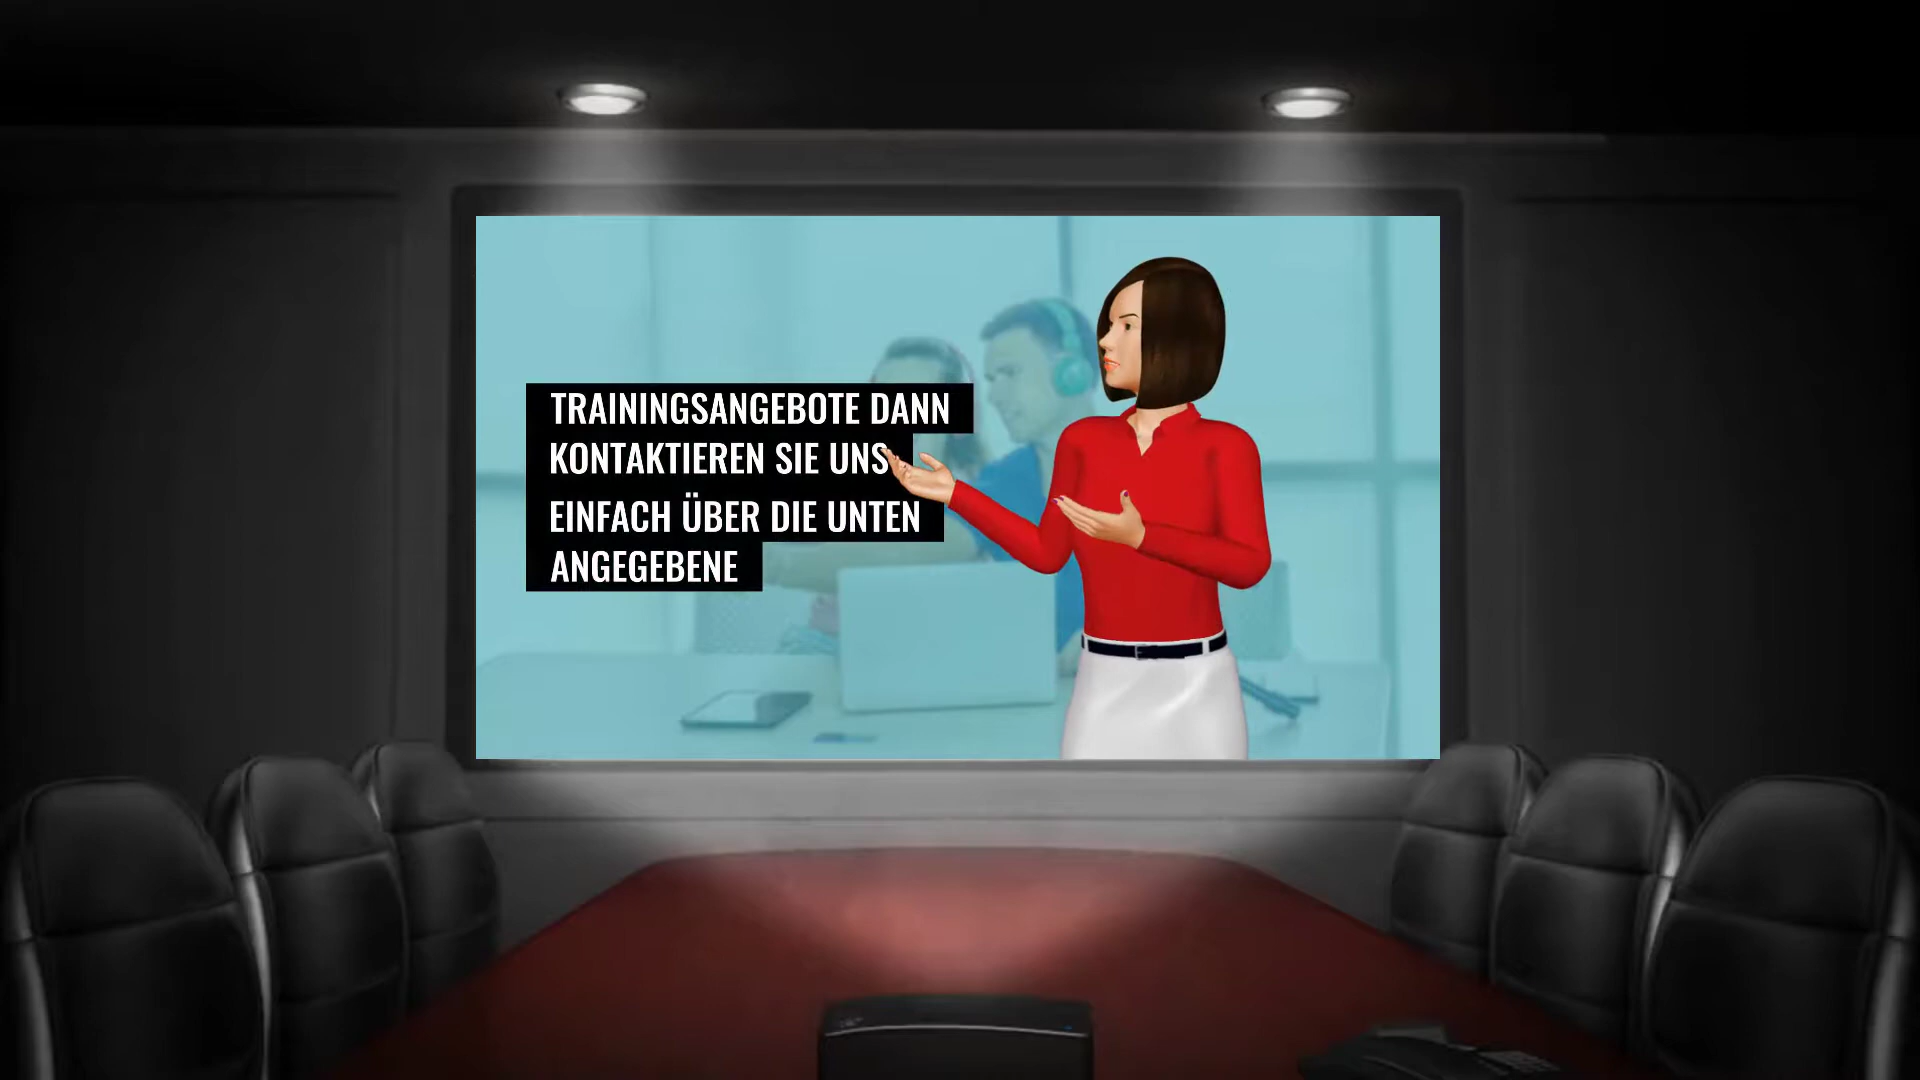 TRAININGSANGEBOTE DANN
KONTAKTIEREN SIE UNS
EINFACH ÜBER DIE UNTEN
ANGEGEBENE